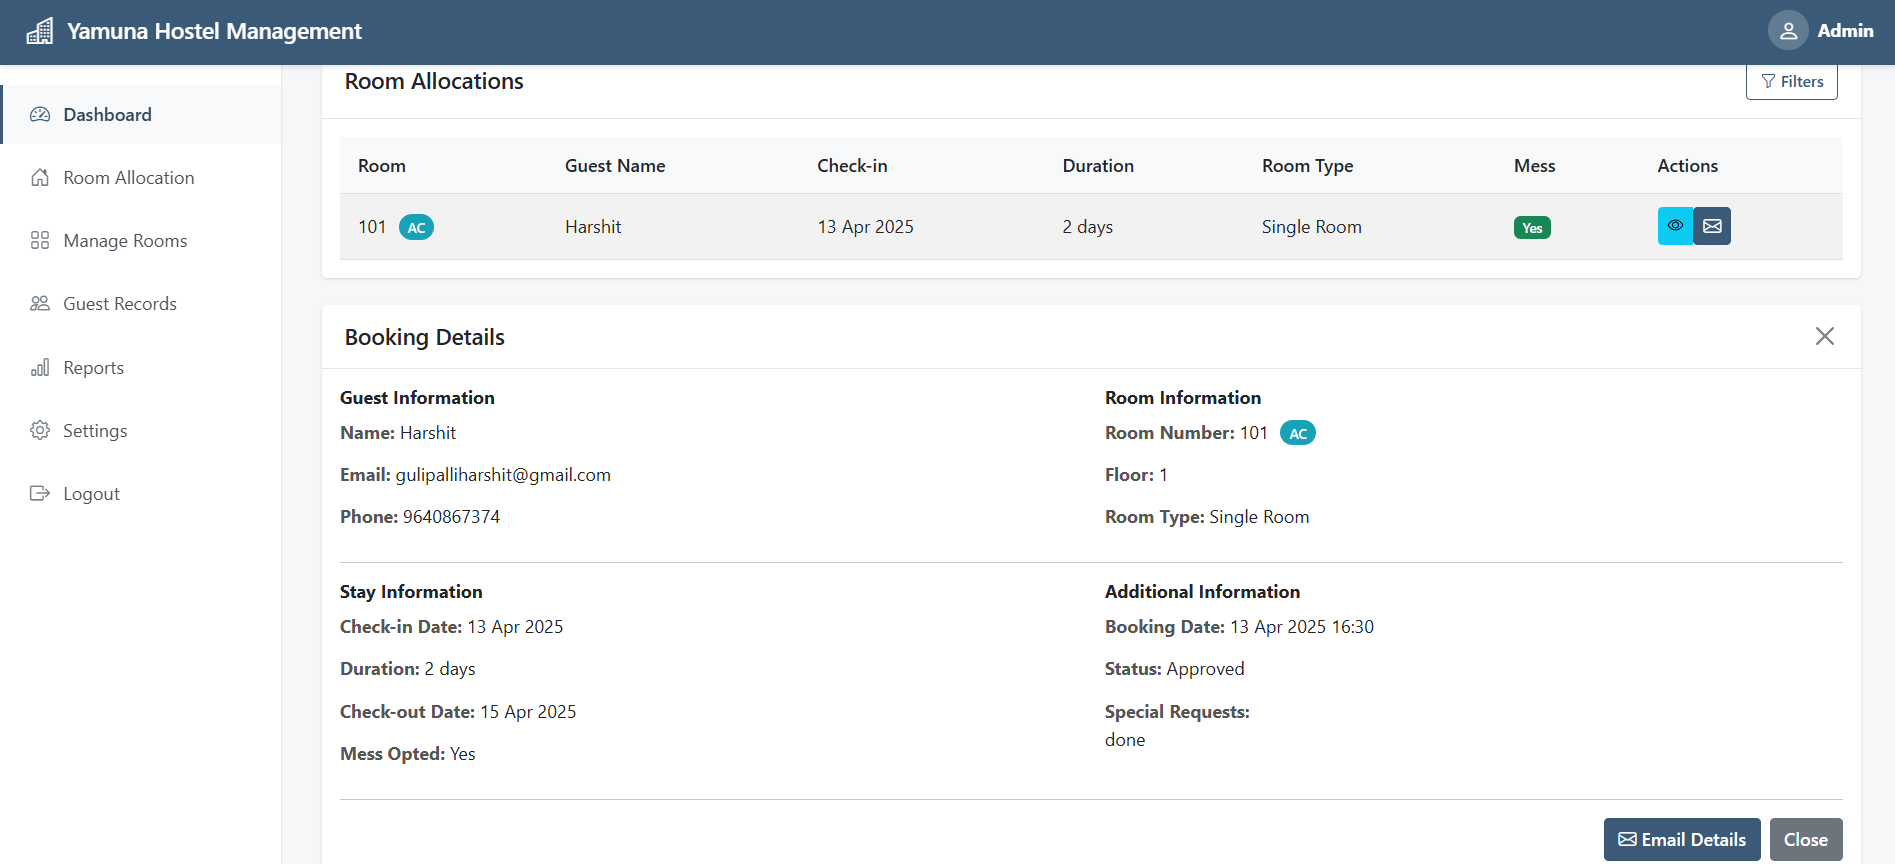 Yamuna Hostel Management
Admin
Dashboard
Room Allocation
Manage Rooms
Guest Records
Reports
Settings
Logout
Room Allocations
Filters
Room Guest Name Check-in Duration Room Type Mess Actions
101 AC Harshit 13 Apr 2025 2 days Single Room Yes
Booking Details
Guest Information
Name: Harshit
Email: gulipalliharshit@gmail.com
Phone: 9640867374
Room Information
Room Number: 101 AC
Floor: 1
Room Type: Single Room
Stay Information
Check-in Date: 13 Apr 2025
Duration: 2 days
Check-out Date: 15 Apr 2025
Mess Opted: Yes
Additional Information
Booking Date: 13 Apr 2025 16:30
Status: Approved
Special Requests:
done
Email Details
Close